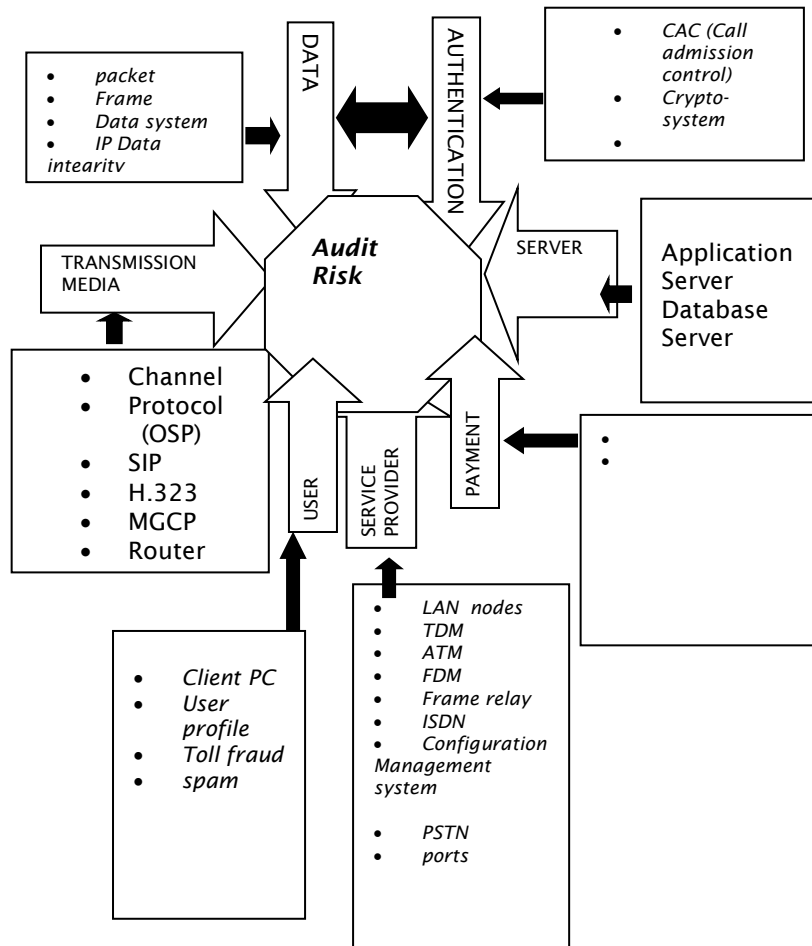 DATA
AUTHENTICATION
• packet
• Frame
• Data system
• IP Data
intearitv
• CAC (Call
admission
control)
• Crypto-
system
•
Audit
Risk
TRANSMISSION
MEDIA
SERVER
Application
Server
Database
Server
• Channel
• Protocol
(OSP)
• SIP
• H.323
• MGCP
• Router
USER
SERVICE
PROVIDER
PAYMENT
•
•
• Client PC
• User
profile
• Toll fraud
• spam
• LAN nodes
• TDM
• ATM
• FDM
• Frame relay
• ISDN
• Configuration
Management
system
• PSTN
• ports